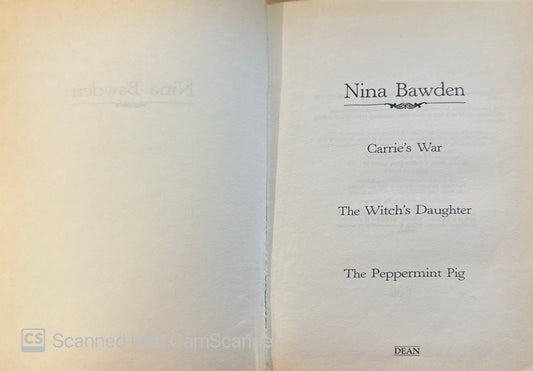 Nina Bawden
Carrie's War
The Witch's Daughter
The Peppermint Pig
DEAN
CS Scanned with CamScanner